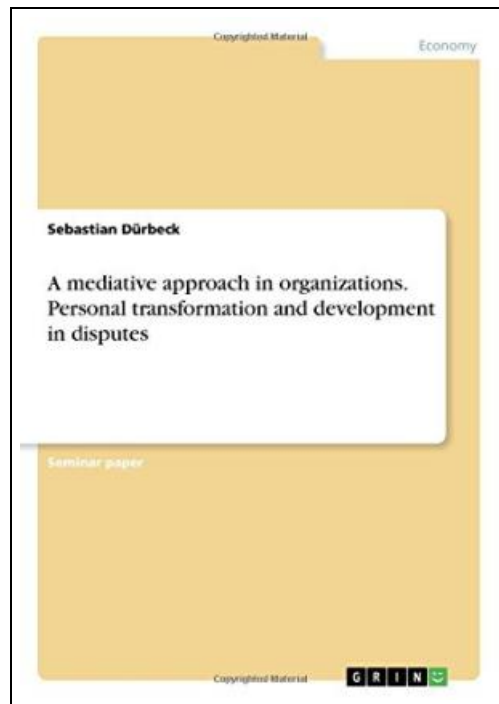 Copyrighted Material
Economy
Sebastian Dürbeck
A mediative approach in organizations.
Personal transformation and development
in disputes
Seminar paper
Copyrighted Material
G R I N